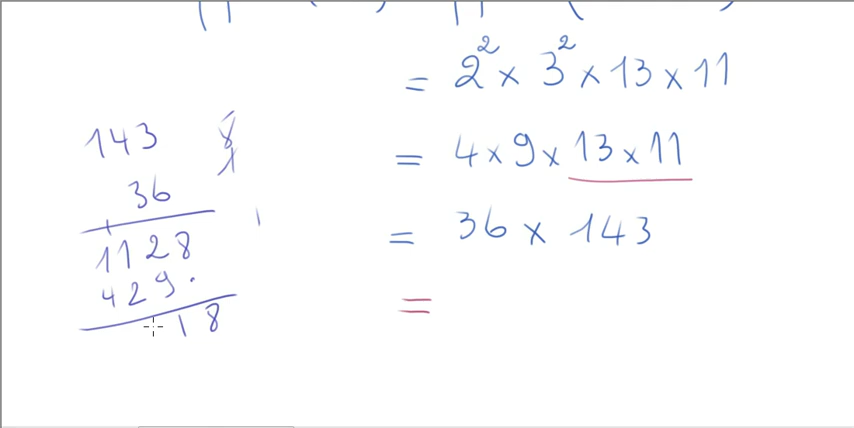 = 2² × 3² × 13 × 11
= 4 × 9 × 13 × 11
= 36 × 143
=
143
36
1128
429.
18